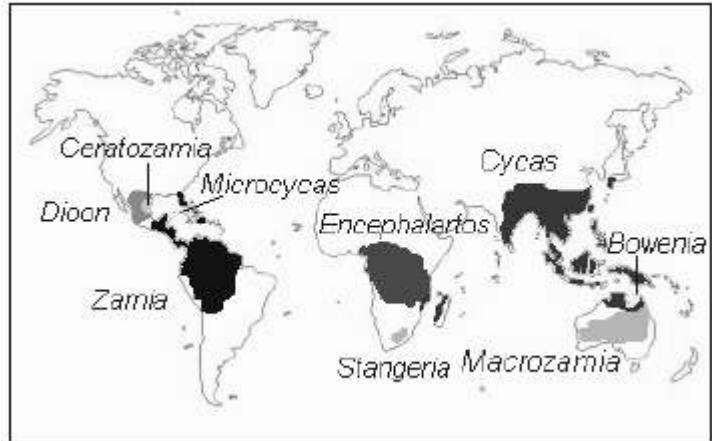 Ceratozamia
Cycas
Microcycas
Dioon
Encephalartos
Bowenia
Zamia
Stangeria
Macrozamia